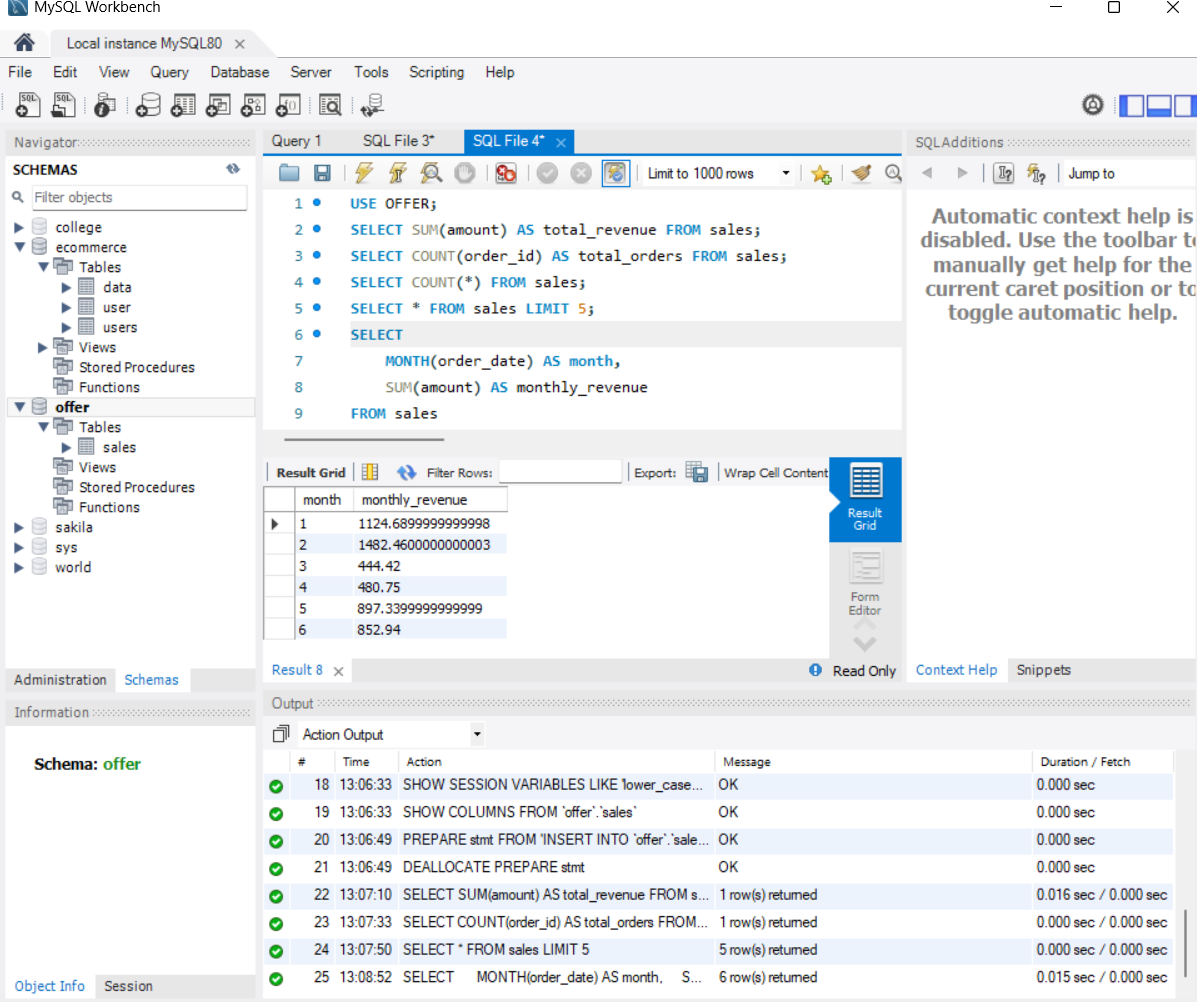 MySQL Workbench
Local instance MySQL80
File Edit View Query Database Server Tools Scripting Help
Navigator
SCHEMAS
Filter objects
college
ecommerce
Tables
data
user
users
Views
Stored Procedures
Functions
offer
Tables
sales
Views
Stored Procedures
Functions
sakila
sys
world
Administration Schemas
Information
Schema: offer
Object Info Session
Query 1 SQL File 3* SQL File 4*
Limit to 1000 rows
1 USE OFFER;
2 SELECT SUM(amount) AS total_revenue FROM sales;
3 SELECT COUNT(order_id) AS total_orders FROM sales;
4 SELECT COUNT(*) FROM sales;
5 SELECT * FROM sales LIMIT 5;
6 SELECT
7 MONTH(order_date) AS month,
8 SUM(amount) AS monthly_revenue
9 FROM sales
Result Grid Filter Rows: Export: Wrap Cell Content
month monthly_revenue
1 1124.6899999999998
2 1482.4600000000003
3 444.42
4 480.75
5 897.3399999999999
6 852.94
Result Grid
Form Editor
Result 8 Read Only
SQLAdditions
Jump to
Automatic context help is
disabled. Use the toolbar to
manually get help for the
current caret position or to
toggle automatic help.
Context Help Snippets
Output
Action Output
# Time Action Message Duration / Fetch
18 13:06:33 SHOW SESSION VARIABLES LIKE 'lower_case... OK 0.000 sec
19 13:06:33 SHOW COLUMNS FROM `offer`.`sales` OK 0.000 sec
20 13:06:49 PREPARE stmt FROM 'INSERT INTO `offer`.`sale... OK 0.000 sec
21 13:06:49 DEALLOCATE PREPARE stmt OK 0.000 sec
22 13:07:10 SELECT SUM(amount) AS total_revenue FROM s... 1 row(s) returned 0.016 sec / 0.000 sec
23 13:07:33 SELECT COUNT(order_id) AS total_orders FROM... 1 row(s) returned 0.000 sec / 0.000 sec
24 13:07:50 SELECT * FROM sales LIMIT 5 5 row(s) returned 0.000 sec / 0.000 sec
25 13:08:52 SELECT MONTH(order_date) AS month, S... 6 row(s) returned 0.015 sec / 0.000 sec